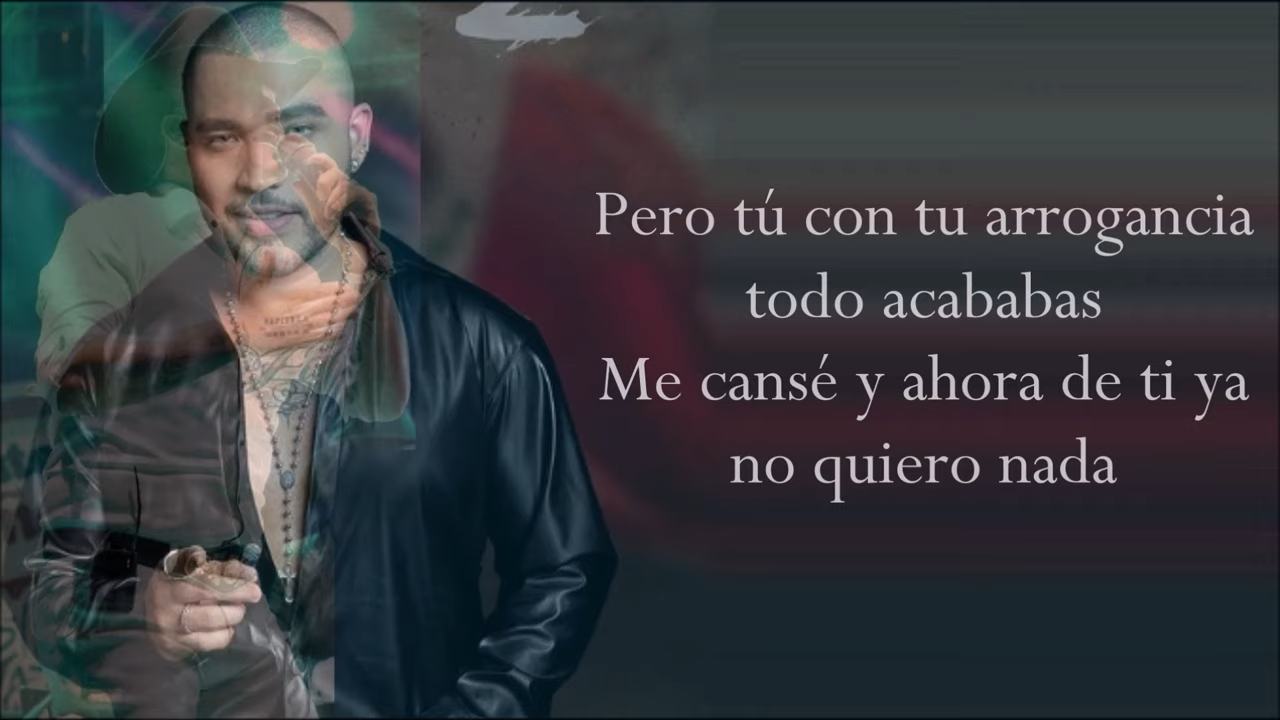 Pero tú con tu arrogancia
todo acababas
Me cansé y ahora de ti ya
no quiero nada